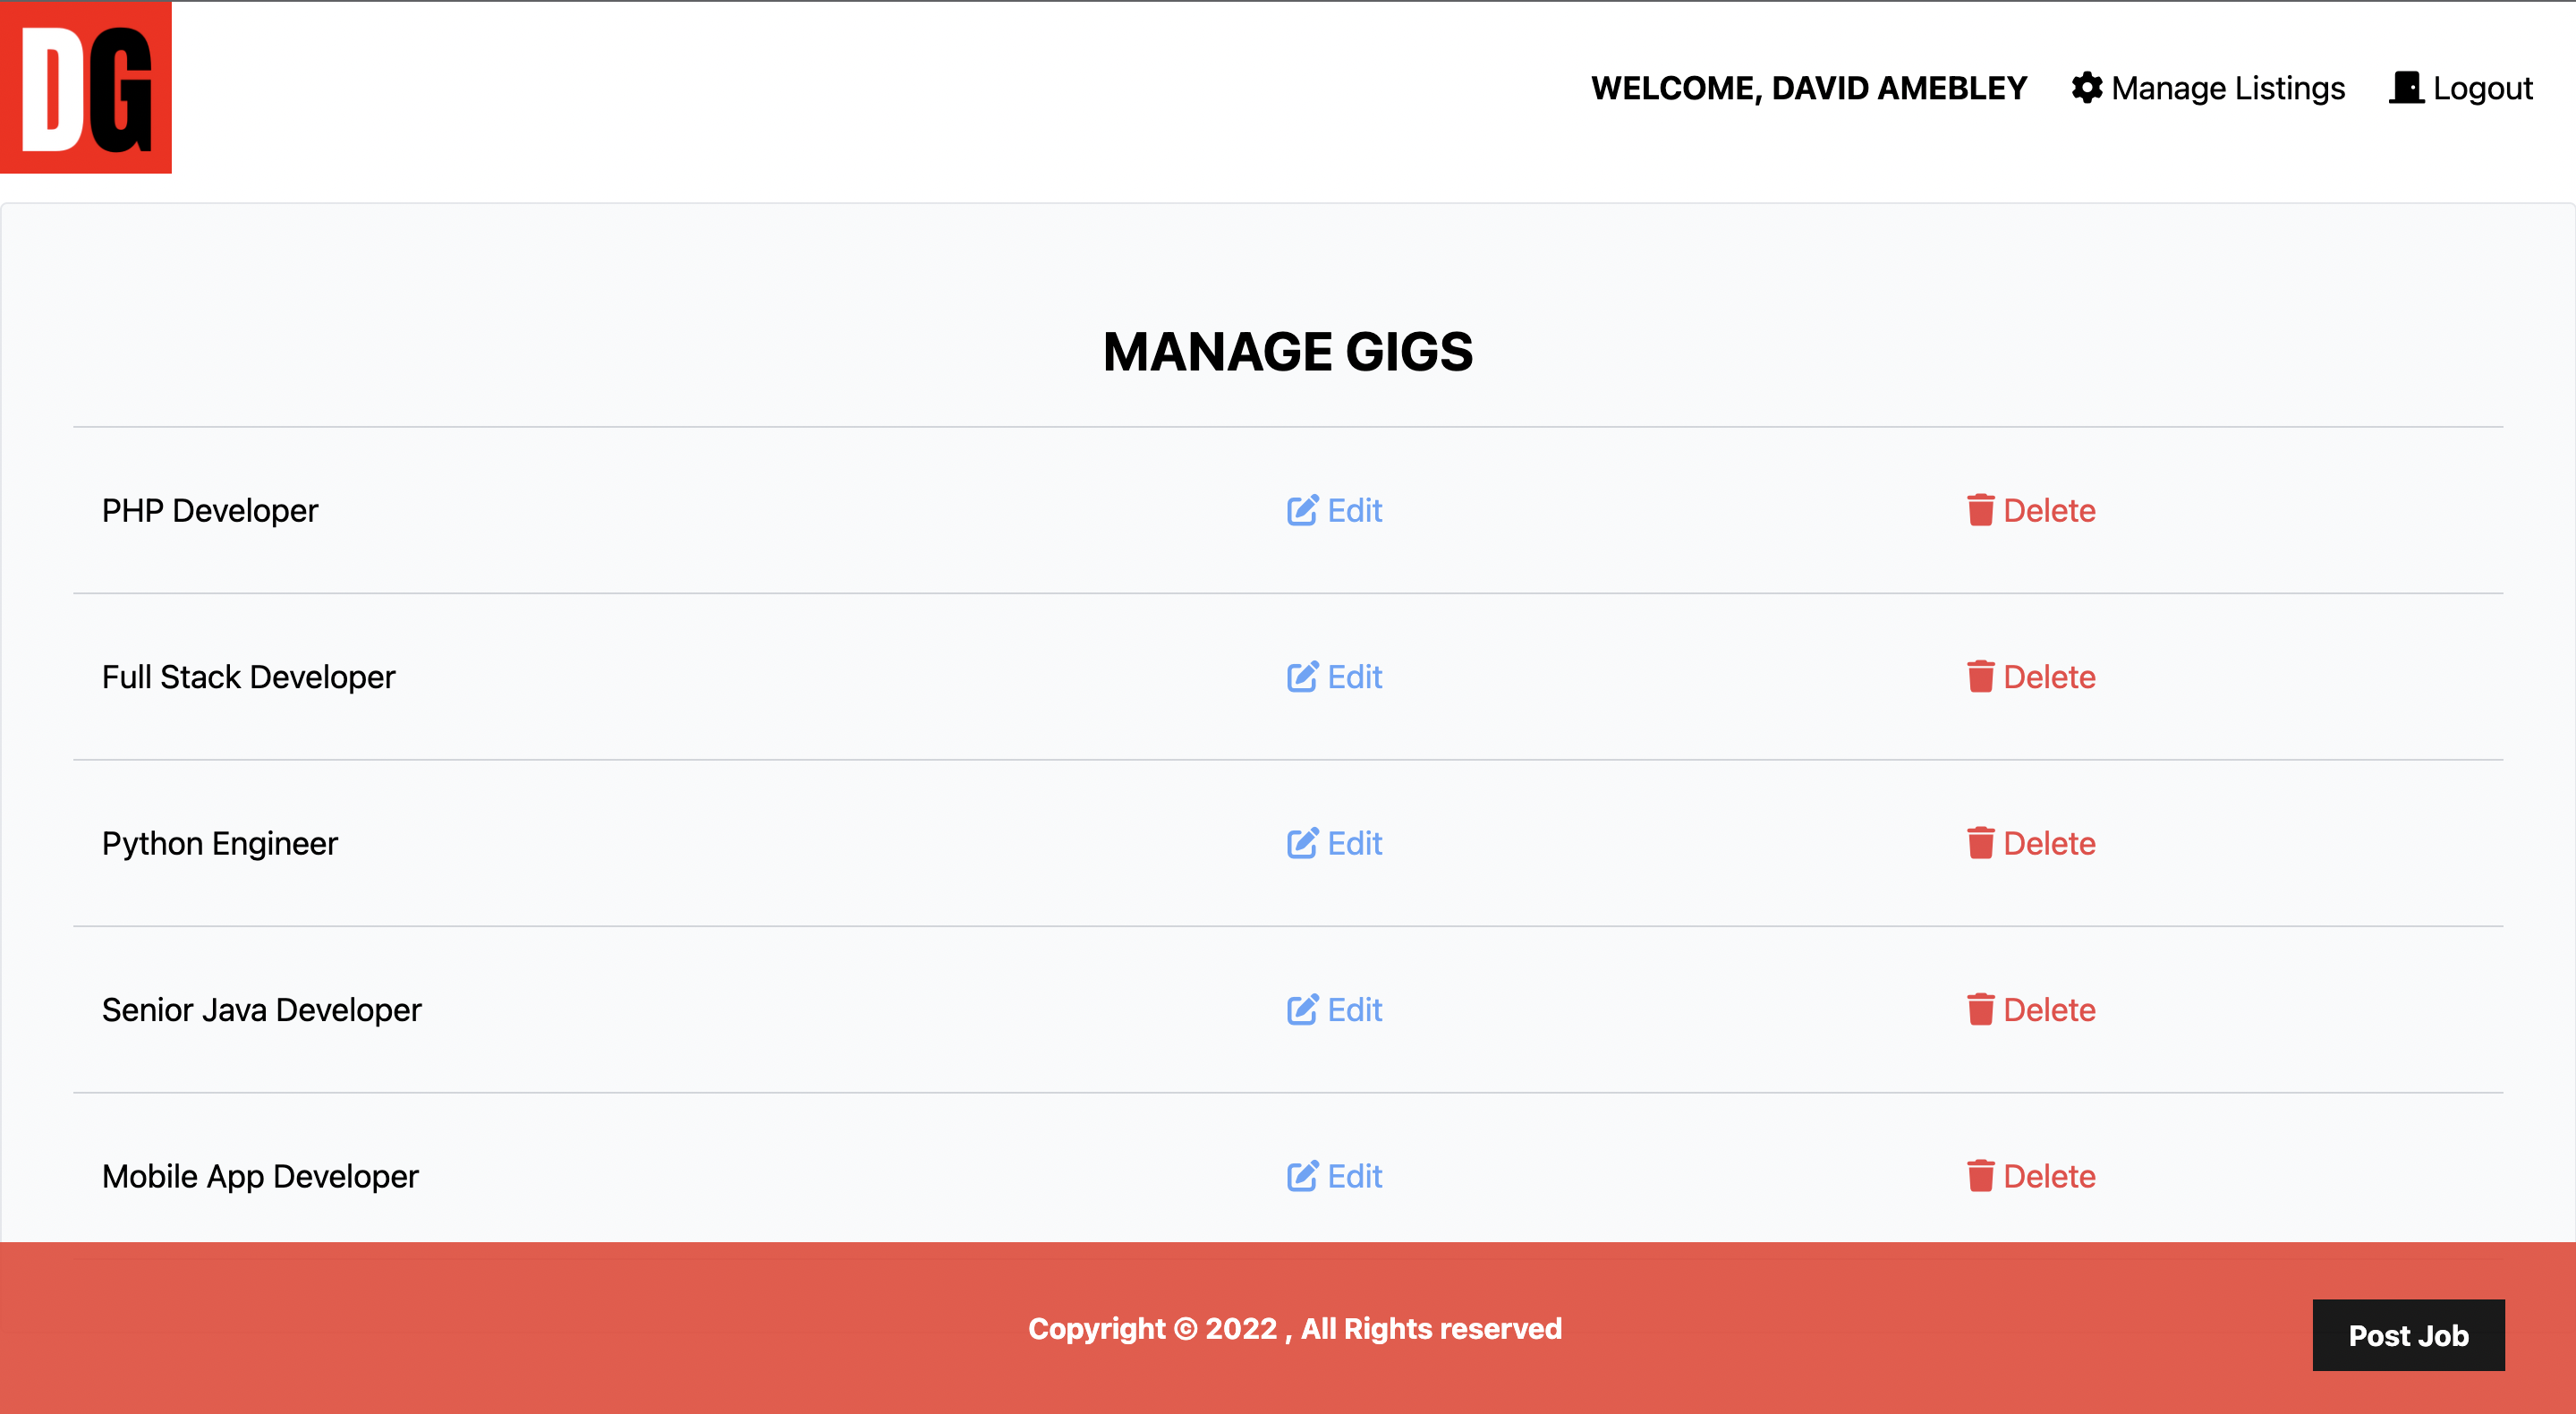 DG
WELCOME, DAVID AMEBLEY Manage Listings Logout
MANAGE GIGS
PHP Developer Edit Delete
Full Stack Developer Edit Delete
Python Engineer Edit Delete
Senior Java Developer Edit Delete
Mobile App Developer Edit Delete
Copyright © 2022 , All Rights reserved
Post Job